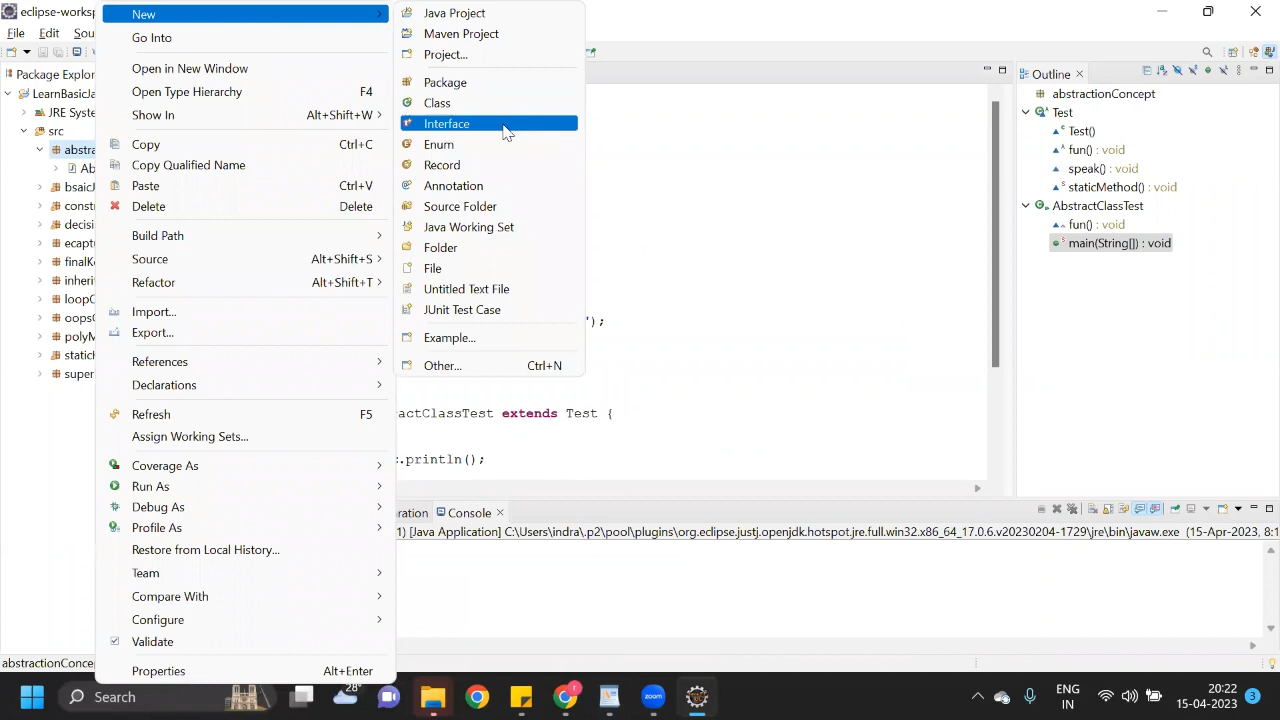 eclipse-worksp
File Edit Sou
Package Explor
LearnBasicJa
JRE Syste
src
abstra
Ab
bsaicJ
constr
decisi
ecaptu
finalKe
inherit
loopC
oopsC
polyM
staticK
super
abstractionConce
New
Go Into
Open in New Window
Open Type Hierarchy F4
Show In Alt+Shift+W >
Copy Ctrl+C
Copy Qualified Name
Paste Ctrl+V
Delete Delete
Build Path >
Source Alt+Shift+S >
Refactor Alt+Shift+T >
Import...
Export...
References >
Declarations >
Refresh F5
Assign Working Sets...
Coverage As >
Run As >
Debug As >
Profile As >
Restore from Local History...
Team >
Compare With >
Configure >
Validate
Properties Alt+Enter
Java Project
Maven Project
Project...
Package
Class
Interface
Enum
Record
Annotation
Source Folder
Java Working Set
Folder
File
Untitled Text File
JUnit Test Case
Example...
Other... Ctrl+N
");
actClassTest extends Test {
.println();
Outline
abstractionConcept
Test
Test()
fun() : void
speak() : void
staticMethod() : void
AbstractClassTest
fun() : void
main(String[]) : void
aration Console
1) [Java Application] C:\Users\indra\.p2\pool\plugins\org.eclipse.justj.openjdk.hotspot.jre.full.win32.x86_64_17.0.6.v20230204-1729\jre\bin\javaw.exe (15-Apr-2023, 8:1
Search
28°
zoom
ENG
IN
20:22
15-04-2023
3